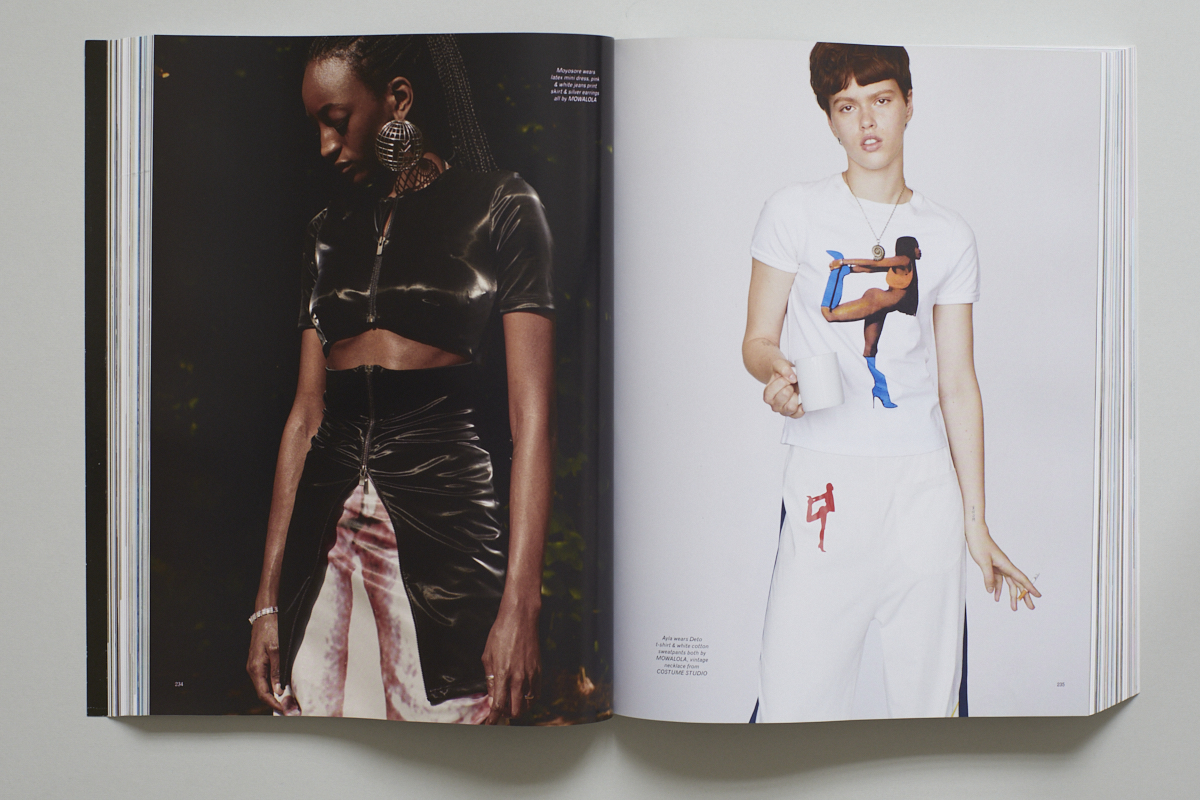 Moyosore wears
latex mini dress, pink
& white jeans print
skirt & silver earrings
all by MOWALOLA
234
Ayla wears Deto
t-shirt & white cotton
sweatpants both by
MOWALOLA; vintage
necklace from
COSTUME STUDIO
235